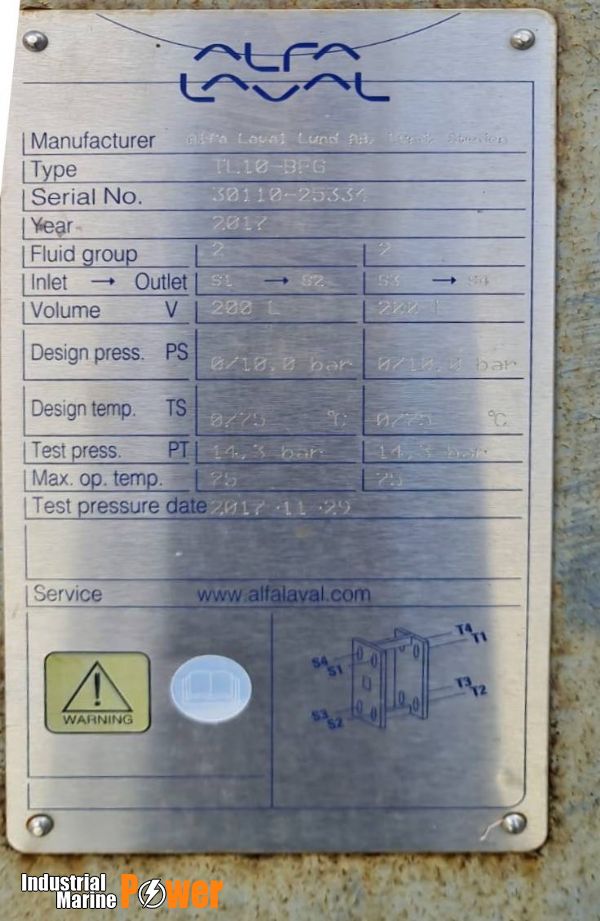 ALFA
LAVAL
Manufacturer Alfa Laval Lund AB, Lund, Sweden
Type TL10-BFG
Serial No. 30110-25334
Year 2017
Fluid group 2 2
Inlet → Outlet S1 → S2 S3 → S4
Volume V 200 L 200 L
Design press. PS 0/10,0 bar 0/10,0 bar
Design temp. TS 0/75 °C 0/75 °C
Test press. PT 14,3 bar 14,3 bar
Max. op. temp. 75 75
Test pressure date 2017-11-29
Service www.alfalaval.com
T4
T1
S4
S1
T3
T2
S3
S2
WARNING
Industrial
Marine Power